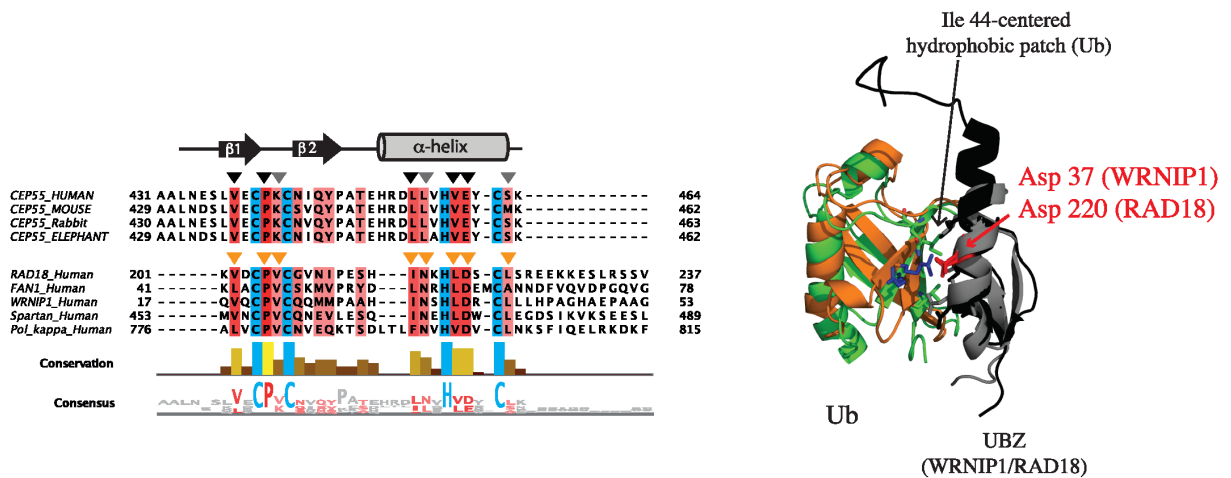 Ile 44-centered
hydrophobic patch (Ub)
β1 β2 α-helix
CEP55_HUMAN 431 AALNESLVECPKCNIQYPATEHRDLLVHVEY-CSK------------ 464
CEP55_MOUSE 429 AALNDSLVECPKCSVQYPATEHRDLLVHVEY-CMK------------ 462
CEP55_Rabbit 430 AALNESLVECPKCSVQYPATEHRDLLVHVEY-CSK------------ 463
CEP55_ELEPHANT 429 AALNDSLVECPKCNIQYPATEHRDLLAHVEY-CSK------------ 462
RAD18_Human 201 ------KVDCPVCGVNIPESH---INKHLDS-CLSREEKKESLRSSV 237
FAN1_Human 41 ------KLACPVCSKMVPRYD---LNRHLDEMCANNDFVQVDPGQVG 78
WRNIP1_Human 17 ------QVQCPVCQQMMPAAH---INSHLDR-CLLLHPAGHAEPAAG 53
Spartan_Human 453 ------MVNCPVCQNEVLESQ---INEHLDW-CLEGDSIKVKSEESL 489
Pol_kappa_Human 776 ------ALVCPVCNVEQKTSDLTLFNVHVDV-CLNKSFIQELRKDKF 815
Conservation
Consensus
Asp 37 (WRNIP1)
Asp 220 (RAD18)
Ub
UBZ
(WRNIP1/RAD18)